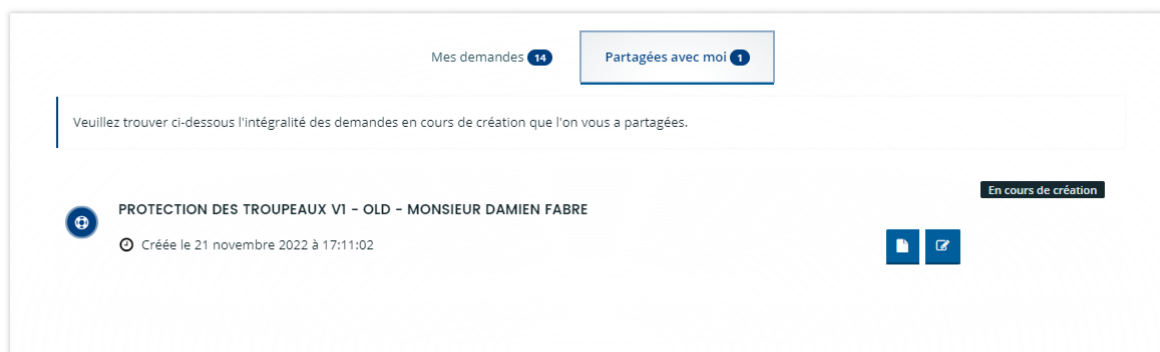 Mes demandes 14
Partagées avec moi 1
Veuillez trouver ci-dessous l'intégralité des demandes en cours de création que l'on vous a partagées.
En cours de création
PROTECTION DES TROUPEAUX V1 - OLD - MONSIEUR DAMIEN FABRE
Créée le 21 novembre 2022 à 17:11:02